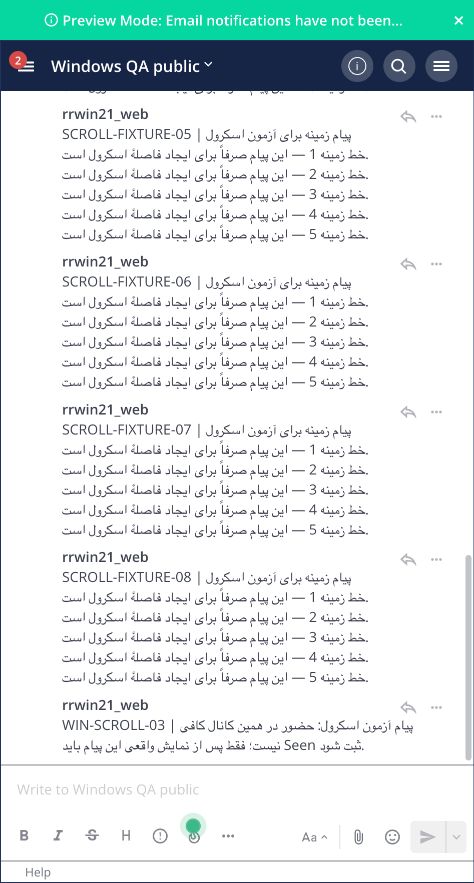 Preview Mode: Email notifications have not been...
2
Windows QA public
rrwin21_web
SCROLL-FIXTURE-05 | پیام زمینه برای آزمون اسکرول
خط زمینه 1 — این پیام صرفاً برای ایجاد فاصلهٔ اسکرول است.
خط زمینه 2 — این پیام صرفاً برای ایجاد فاصلهٔ اسکرول است.
خط زمینه 3 — این پیام صرفاً برای ایجاد فاصلهٔ اسکرول است.
خط زمینه 4 — این پیام صرفاً برای ایجاد فاصلهٔ اسکرول است.
خط زمینه 5 — این پیام صرفاً برای ایجاد فاصلهٔ اسکرول است.
rrwin21_web
SCROLL-FIXTURE-06 | پیام زمینه برای آزمون اسکرول
خط زمینه 1 — این پیام صرفاً برای ایجاد فاصلهٔ اسکرول است.
خط زمینه 2 — این پیام صرفاً برای ایجاد فاصلهٔ اسکرول است.
خط زمینه 3 — این پیام صرفاً برای ایجاد فاصلهٔ اسکرول است.
خط زمینه 4 — این پیام صرفاً برای ایجاد فاصلهٔ اسکرول است.
خط زمینه 5 — این پیام صرفاً برای ایجاد فاصلهٔ اسکرول است.
rrwin21_web
SCROLL-FIXTURE-07 | پیام زمینه برای آزمون اسکرول
خط زمینه 1 — این پیام صرفاً برای ایجاد فاصلهٔ اسکرول است.
خط زمینه 2 — این پیام صرفاً برای ایجاد فاصلهٔ اسکرول است.
خط زمینه 3 — این پیام صرفاً برای ایجاد فاصلهٔ اسکرول است.
خط زمینه 4 — این پیام صرفاً برای ایجاد فاصلهٔ اسکرول است.
خط زمینه 5 — این پیام صرفاً برای ایجاد فاصلهٔ اسکرول است.
rrwin21_web
SCROLL-FIXTURE-08 | پیام زمینه برای آزمون اسکرول
خط زمینه 1 — این پیام صرفاً برای ایجاد فاصلهٔ اسکرول است.
خط زمینه 2 — این پیام صرفاً برای ایجاد فاصلهٔ اسکرول است.
خط زمینه 3 — این پیام صرفاً برای ایجاد فاصلهٔ اسکرول است.
خط زمینه 4 — این پیام صرفاً برای ایجاد فاصلهٔ اسکرول است.
خط زمینه 5 — این پیام صرفاً برای ایجاد فاصلهٔ اسکرول است.
rrwin21_web
WIN-SCROLL-03 | پیام آزمون اسکرول: حضور در همین کانال کافی
نیست؛ فقط پس از نمایش واقعی این پیام باید Seen ثبت شود.
Write to Windows QA public
B I S H Aa
Help